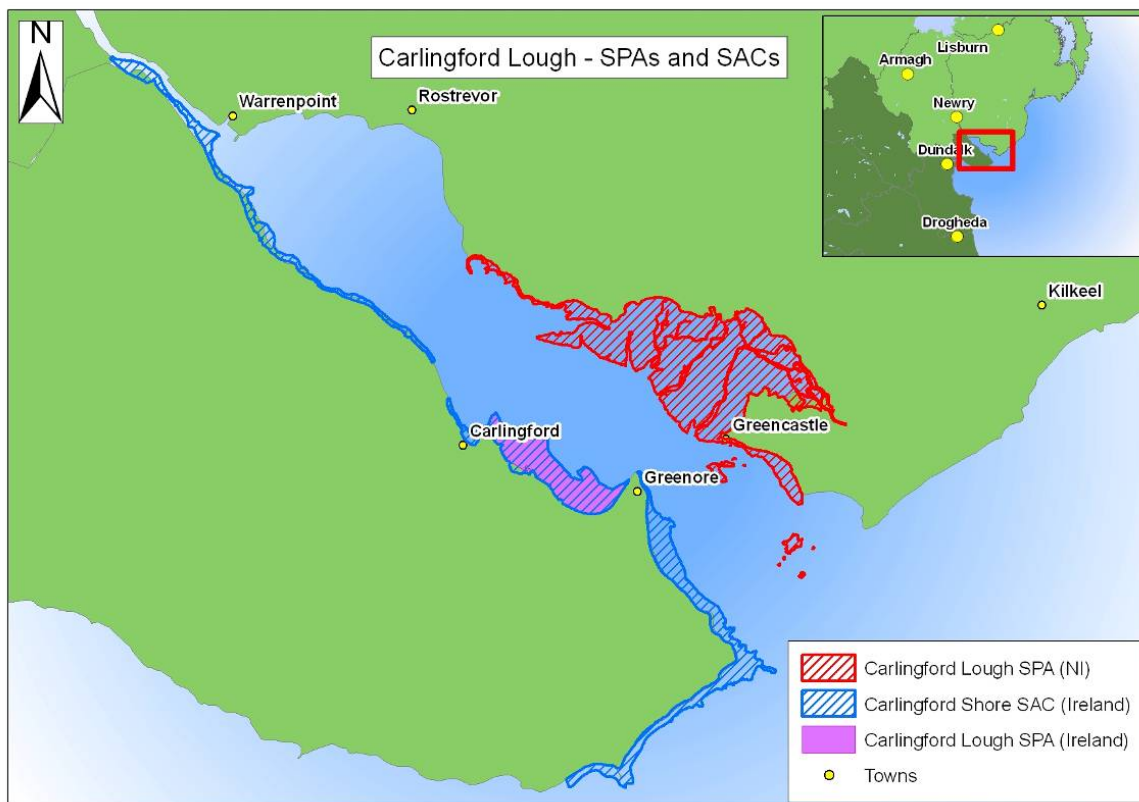 N
Carlingford Lough - SPAs and SACs
Lisburn
Armagh
Newry
Dundalk
Drogheda
Warrenpoint
Rostrevor
Kilkeel
Greencastle
Carlingford
Greenore
Carlingford Lough SPA (NI)
Carlingford Shore SAC (Ireland)
Carlingford Lough SPA (Ireland)
Towns